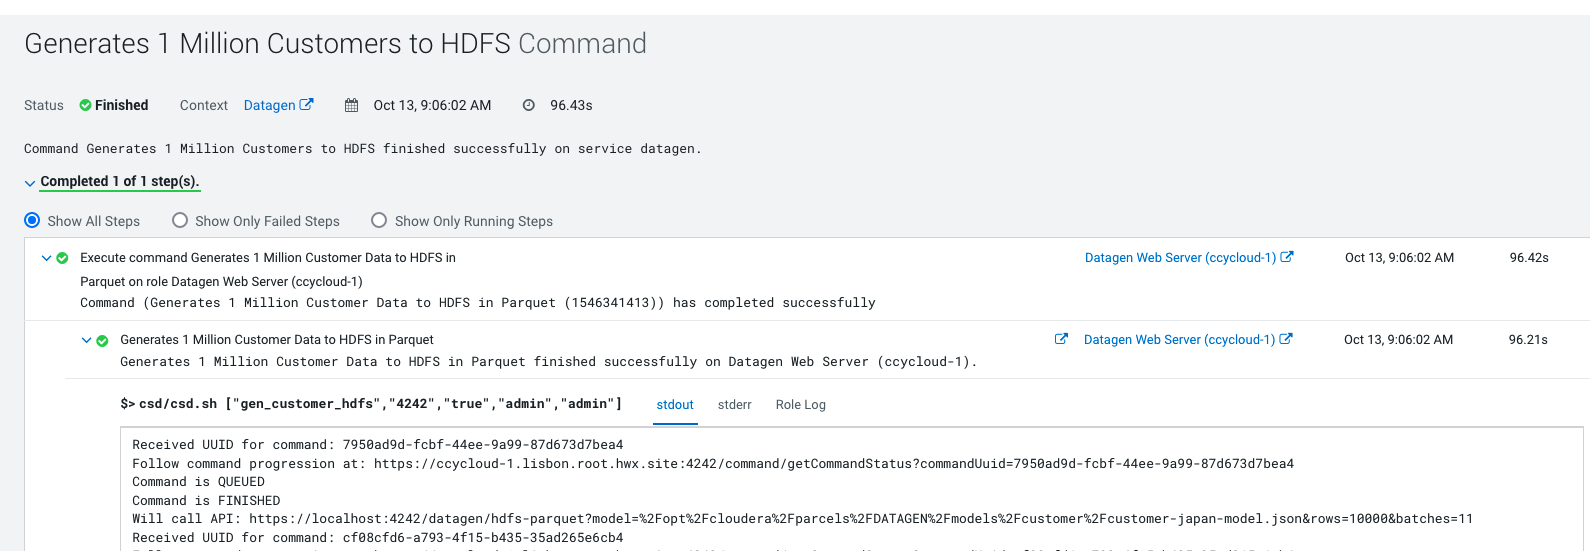 Generates 1 Million Customers to HDFS Command
Status Finished Context Datagen Oct 13, 9:06:02 AM 96.43s
Command Generates 1 Million Customers to HDFS finished successfully on service datagen.
Completed 1 of 1 step(s).
Show All Steps Show Only Failed Steps Show Only Running Steps
Execute command Generates 1 Million Customer Data to HDFS in Datagen Web Server (ccycloud-1) Oct 13, 9:06:02 AM 96.42s
Parquet on role Datagen Web Server (ccycloud-1)
Command (Generates 1 Million Customer Data to HDFS in Parquet (1546341413)) has completed successfully
Generates 1 Million Customer Data to HDFS in Parquet Datagen Web Server (ccycloud-1) Oct 13, 9:06:02 AM 96.21s
Generates 1 Million Customer Data to HDFS in Parquet finished successfully on Datagen Web Server (ccycloud-1).
$> csd/csd.sh ["gen_customer_hdfs","4242","true","admin","admin"] stdout stderr Role Log
Received UUID for command: 7950ad9d-fcbf-44ee-9a99-87d673d7bea4
Follow command progression at: https://ccycloud-1.lisbon.root.hwx.site:4242/command/getCommandStatus?commandUuid=7950ad9d-fcbf-44ee-9a99-87d673d7bea4
Command is QUEUED
Command is FINISHED
Will call API: https://localhost:4242/datagen/hdfs-parquet?model=%2Fopt%2Fcloudera%2Fparcels%2FDATAGEN%2Fmodels%2Fcustomer%2Fcustomer-japan-model.json&rows=10000&batches=11
Received UUID for command: cf08cfd6-a793-4f15-b435-35ad265e6cb4